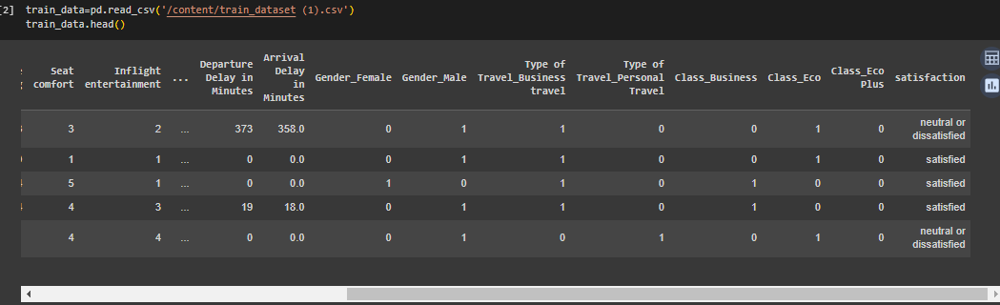 [2] train_data=pd.read_csv('/content/train_dataset (1).csv')
train_data.head()
Seat comfort Inflight entertainment ... Departure Delay in Minutes Arrival Delay in Minutes Gender_Female Gender_Male Type of Travel_Business travel Type of Travel_Personal Travel Class_Business Class_Eco Class_Eco Plus satisfaction
3 2 ... 373 358.0 0 1 1 0 0 1 0 neutral or dissatisfied
1 1 ... 0 0.0 0 1 1 0 0 1 0 satisfied
5 1 ... 0 0.0 1 0 1 0 1 0 0 satisfied
4 3 ... 19 18.0 0 1 1 0 1 0 0 satisfied
4 4 ... 0 0.0 0 1 0 1 0 1 0 neutral or dissatisfied